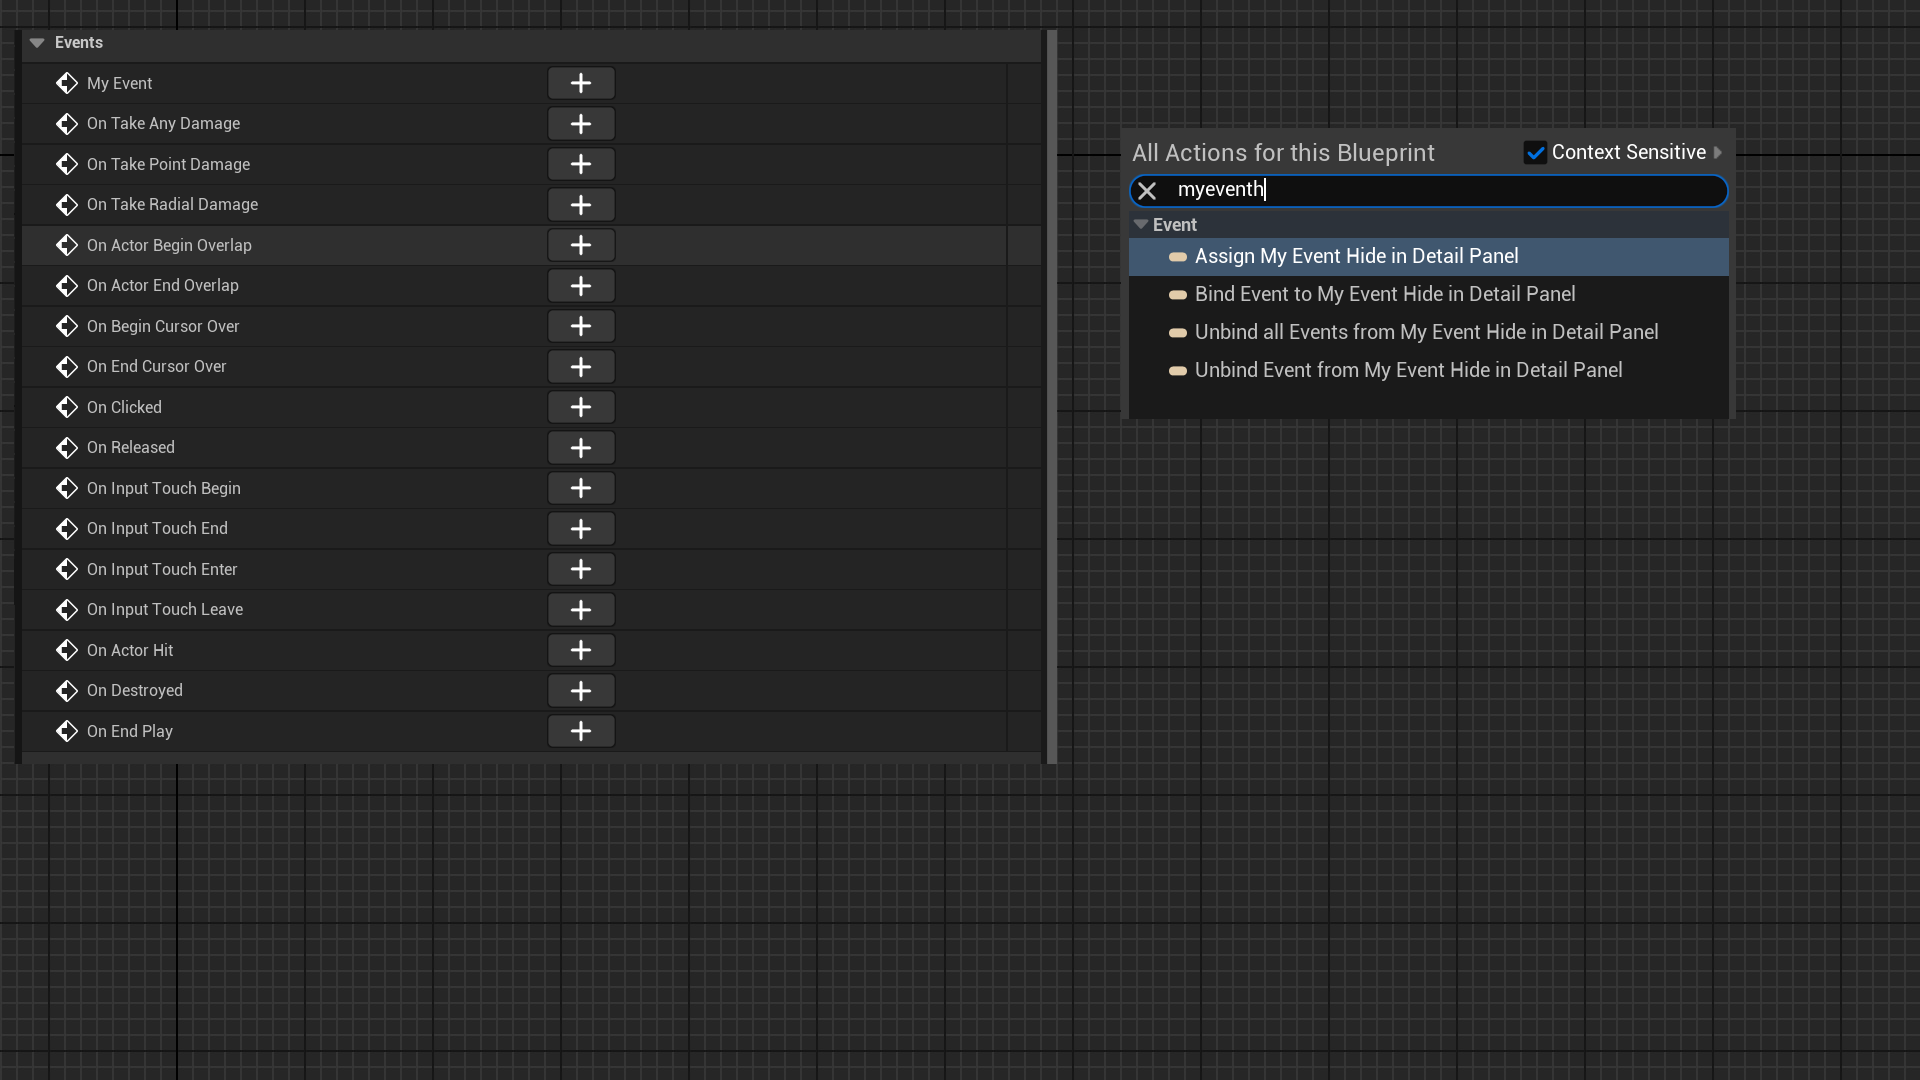 Events
My Event
On Take Any Damage
On Take Point Damage
On Take Radial Damage
On Actor Begin Overlap
On Actor End Overlap
On Begin Cursor Over
On End Cursor Over
On Clicked
On Released
On Input Touch Begin
On Input Touch End
On Input Touch Enter
On Input Touch Leave
On Actor Hit
On Destroyed
On End Play
All Actions for this Blueprint
Context Sensitive
myeventh
Event
Assign My Event Hide in Detail Panel
Bind Event to My Event Hide in Detail Panel
Unbind all Events from My Event Hide in Detail Panel
Unbind Event from My Event Hide in Detail Panel